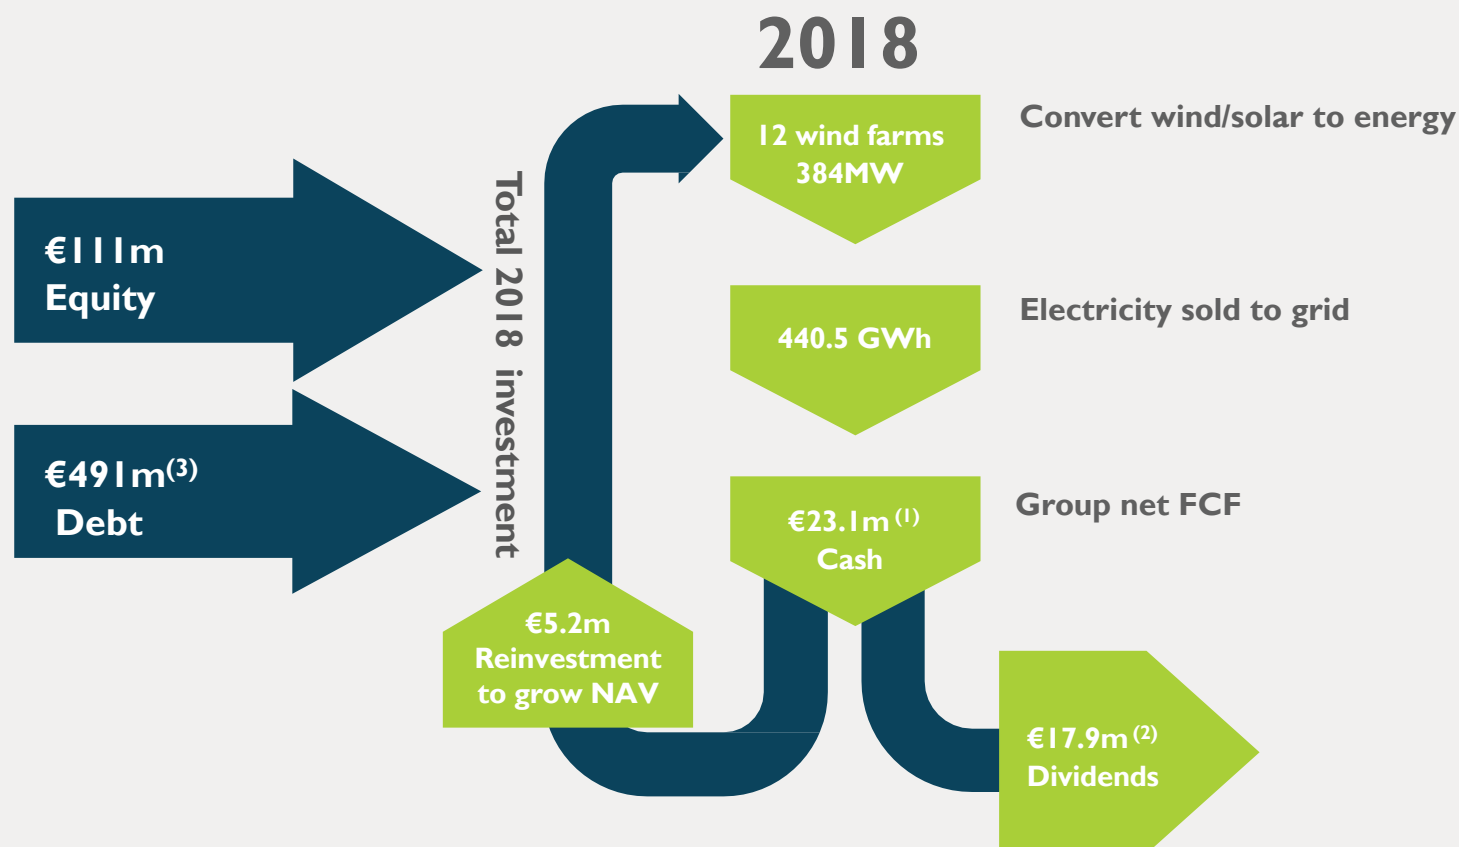 2018
€111m
Equity
€491m(3)
Debt
Total 2018 investment
12 wind farms
384MW
Convert wind/solar to energy
440.5 GWh
Electricity sold to grid
€23.1m (1)
Cash
Group net FCF
€5.2m
Reinvestment
to grow NAV
€17.9m (2)
Dividends